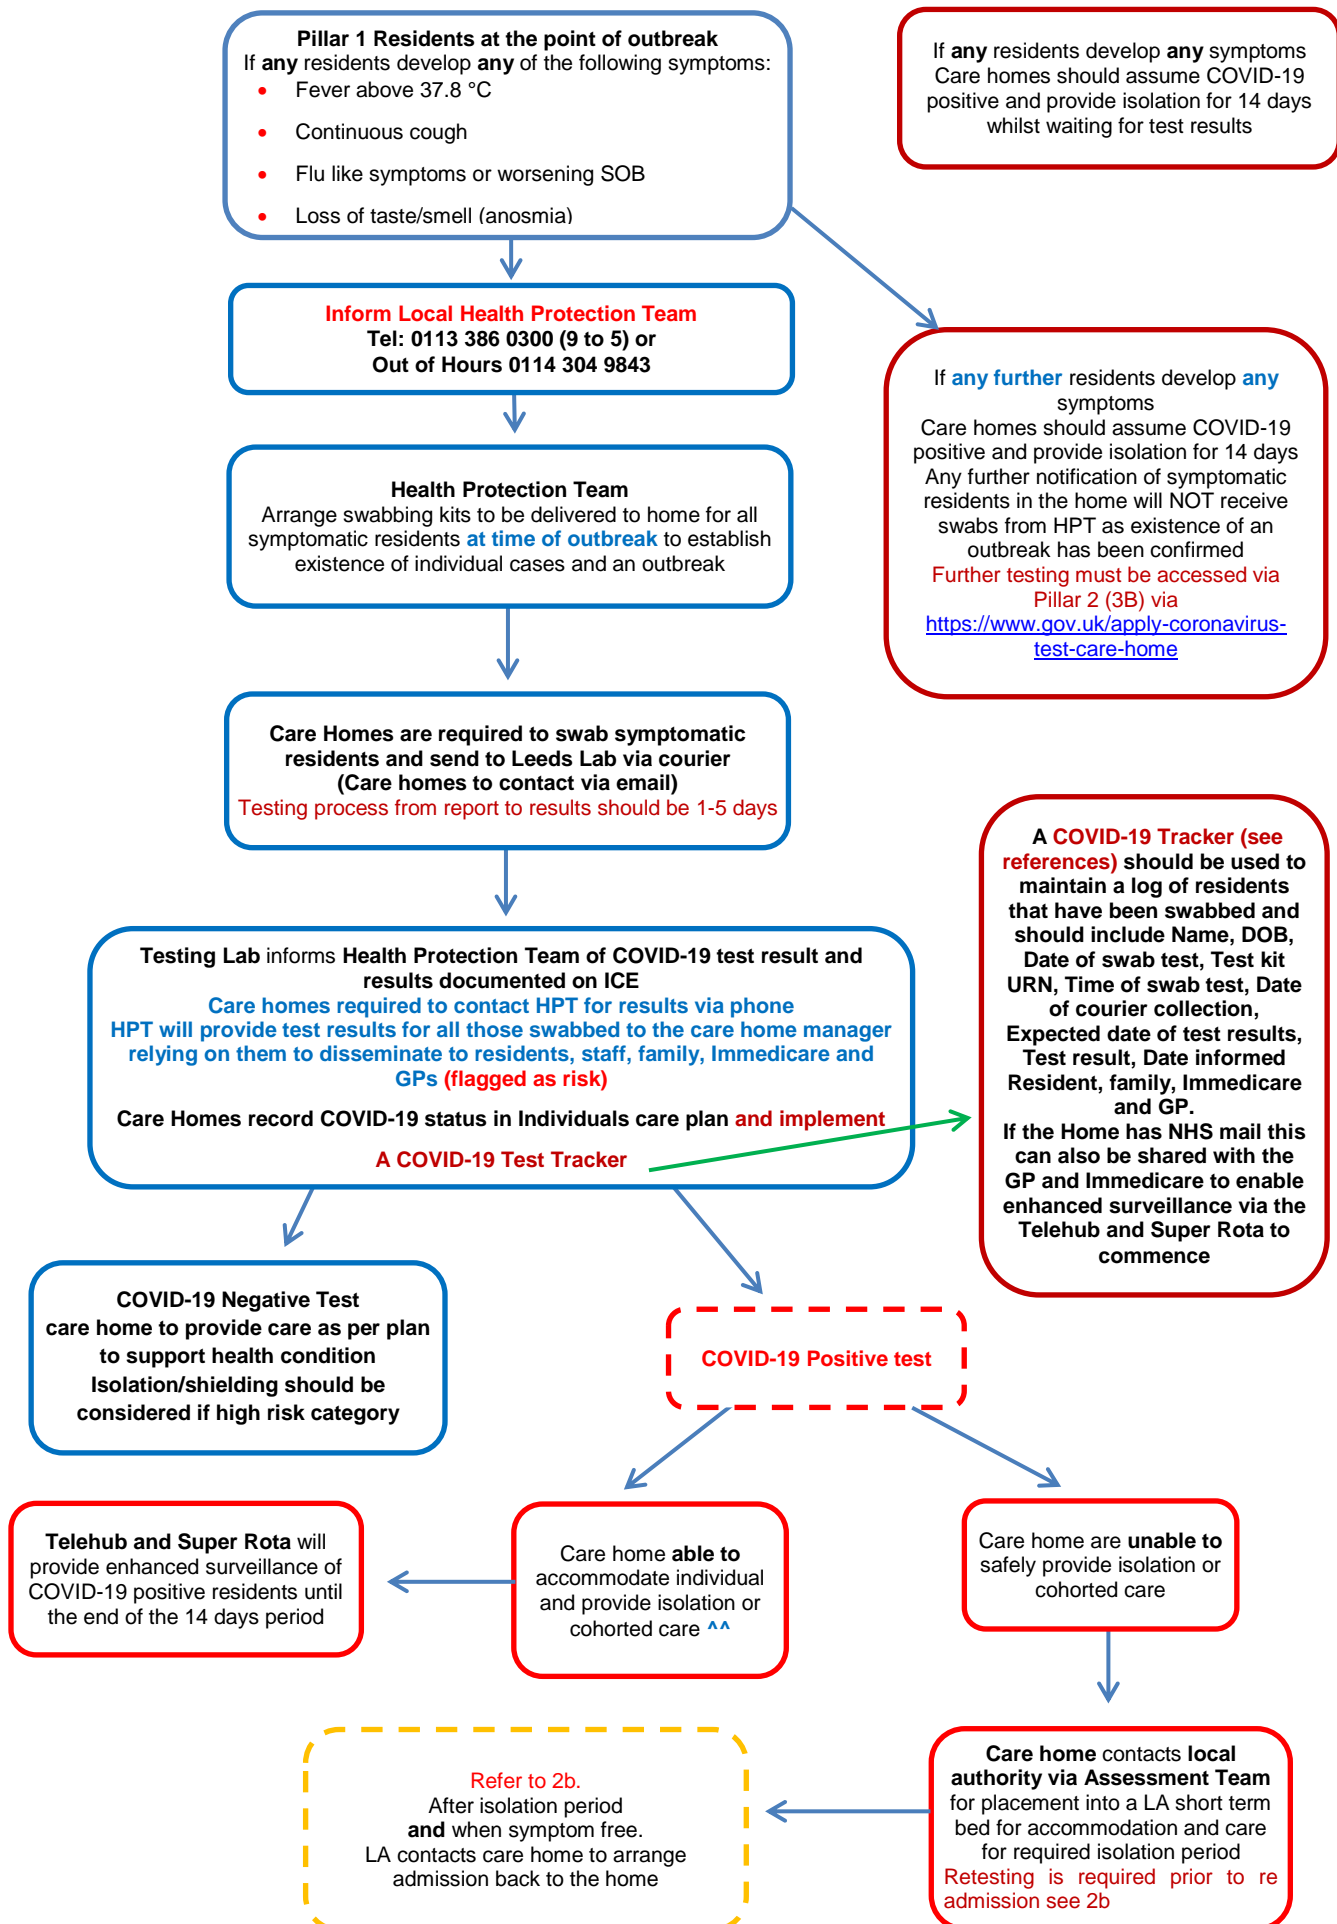 Pillar 1 Residents at the point of outbreak
If any residents develop any of the following symptoms:
• Fever above 37.8 °C
• Continuous cough
• Flu like symptoms or worsening SOB
• Loss of taste/smell (anosmia)
If any residents develop any symptoms
Care homes should assume COVID-19
positive and provide isolation for 14 days
whilst waiting for test results
Inform Local Health Protection Team
Tel: 0113 386 0300 (9 to 5) or
Out of Hours 0114 304 9843
If any further residents develop any
symptoms
Care homes should assume COVID-19
positive and provide isolation for 14 days
Any further notification of symptomatic
residents in the home will NOT receive
swabs from HPT as existence of an
outbreak has been confirmed
Further testing must be accessed via
Pillar 2 (3B) via
https://www.gov.uk/apply-coronavirus-
test-care-home
Health Protection Team
Arrange swabbing kits to be delivered to home for all
symptomatic residents at time of outbreak to establish
existence of individual cases and an outbreak
Care Homes are required to swab symptomatic
residents and send to Leeds Lab via courier
(Care homes to contact via email)
Testing process from report to results should be 1-5 days
A COVID-19 Tracker (see
references) should be used to
maintain a log of residents
that have been swabbed and
should include Name, DOB,
Date of swab test, Test kit
URN, Time of swab test, Date
of courier collection,
Expected date of test results,
Test result, Date informed
Resident, family, Immedicare
and GP.
If the Home has NHS mail this
can also be shared with the
GP and Immedicare to enable
enhanced surveillance via the
Telehub and Super Rota to
commence
Testing Lab informs Health Protection Team of COVID-19 test result and
results documented on ICE
Care homes required to contact HPT for results via phone
HPT will provide test results for all those swabbed to the care home manager
relying on them to disseminate to residents, staff, family, Immedicare and
GPs (flagged as risk)
Care Homes record COVID-19 status in Individuals care plan and implement
A COVID-19 Test Tracker
COVID-19 Negative Test
care home to provide care as per plan
to support health condition
Isolation/shielding should be
considered if high risk category
COVID-19 Positive test
Telehub and Super Rota will
provide enhanced surveillance of
COVID-19 positive residents until
the end of the 14 days period
Care home able to
accommodate individual
and provide isolation or
cohorted care ^^
Care home are unable to
safely provide isolation or
cohorted care
Refer to 2b.
After isolation period
and when symptom free.
LA contacts care home to arrange
admission back to the home
Care home contacts local
authority via Assessment Team
for placement into a LA short term
bed for accommodation and care
for required isolation period
Retesting is required prior to re
admission see 2b